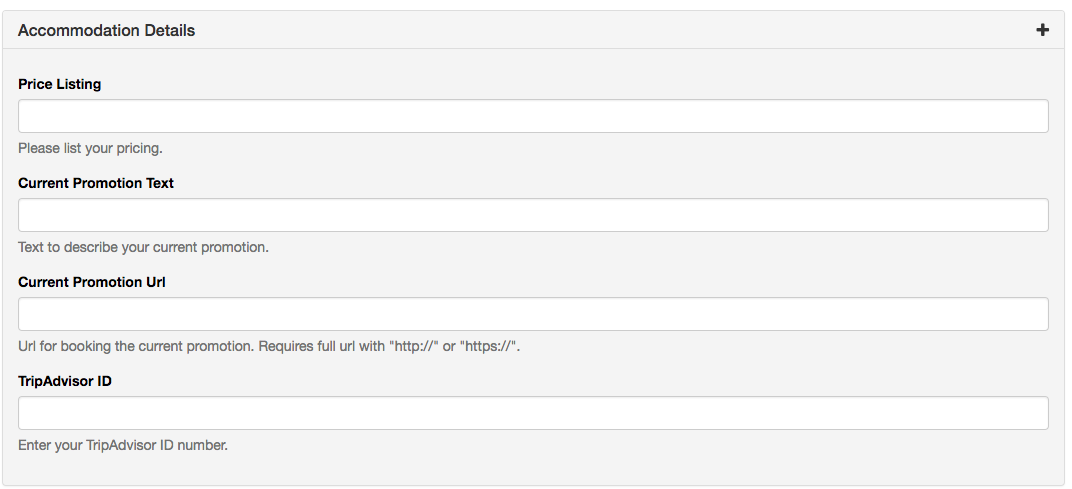 Accommodation Details
Price Listing
Please list your pricing.
Current Promotion Text
Text to describe your current promotion.
Current Promotion Url
Url for booking the current promotion. Requires full url with "http://" or "https://".
TripAdvisor ID
Enter your TripAdvisor ID number.